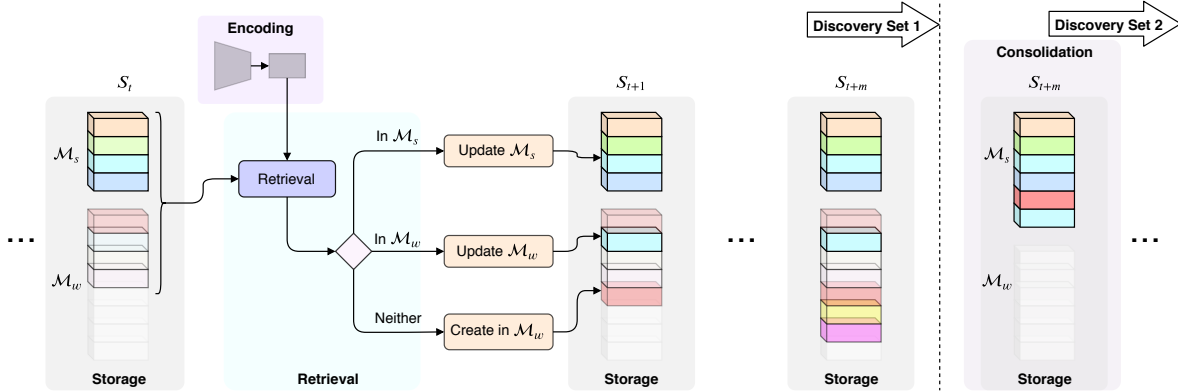 Encoding
Discovery Set 1
Discovery Set 2
Consolidation
S_t
S_{t+1}
S_{t+m}
S_{t+m}
ℳ_s
In ℳ_s
Update ℳ_s
ℳ_s
Retrieval
...
In ℳ_w
Update ℳ_w
...
...
ℳ_w
ℳ_w
Neither
Create in ℳ_w
Storage
Retrieval
Storage
Storage
Storage